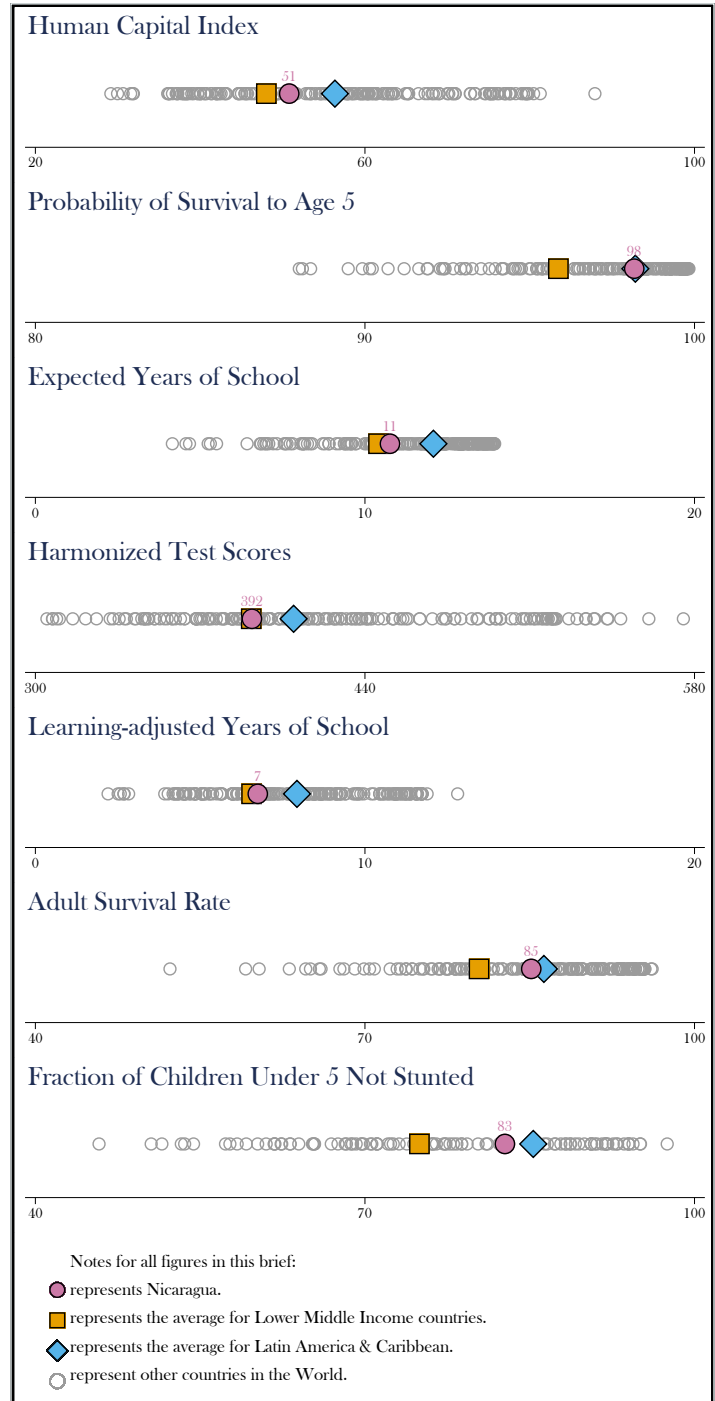 Human Capital Index
51
20 60 100
Probability of Survival to Age 5
98
80 90 100
Expected Years of School
11
0 10 20
Harmonized Test Scores
392
300 440 580
Learning-adjusted Years of School
7
0 10 20
Adult Survival Rate
85
40 70 100
Fraction of Children Under 5 Not Stunted
83
40 70 100
Notes for all figures in this brief:
represents Nicaragua.
represents the average for Lower Middle Income countries.
represents the average for Latin America & Caribbean.
represent other countries in the World.